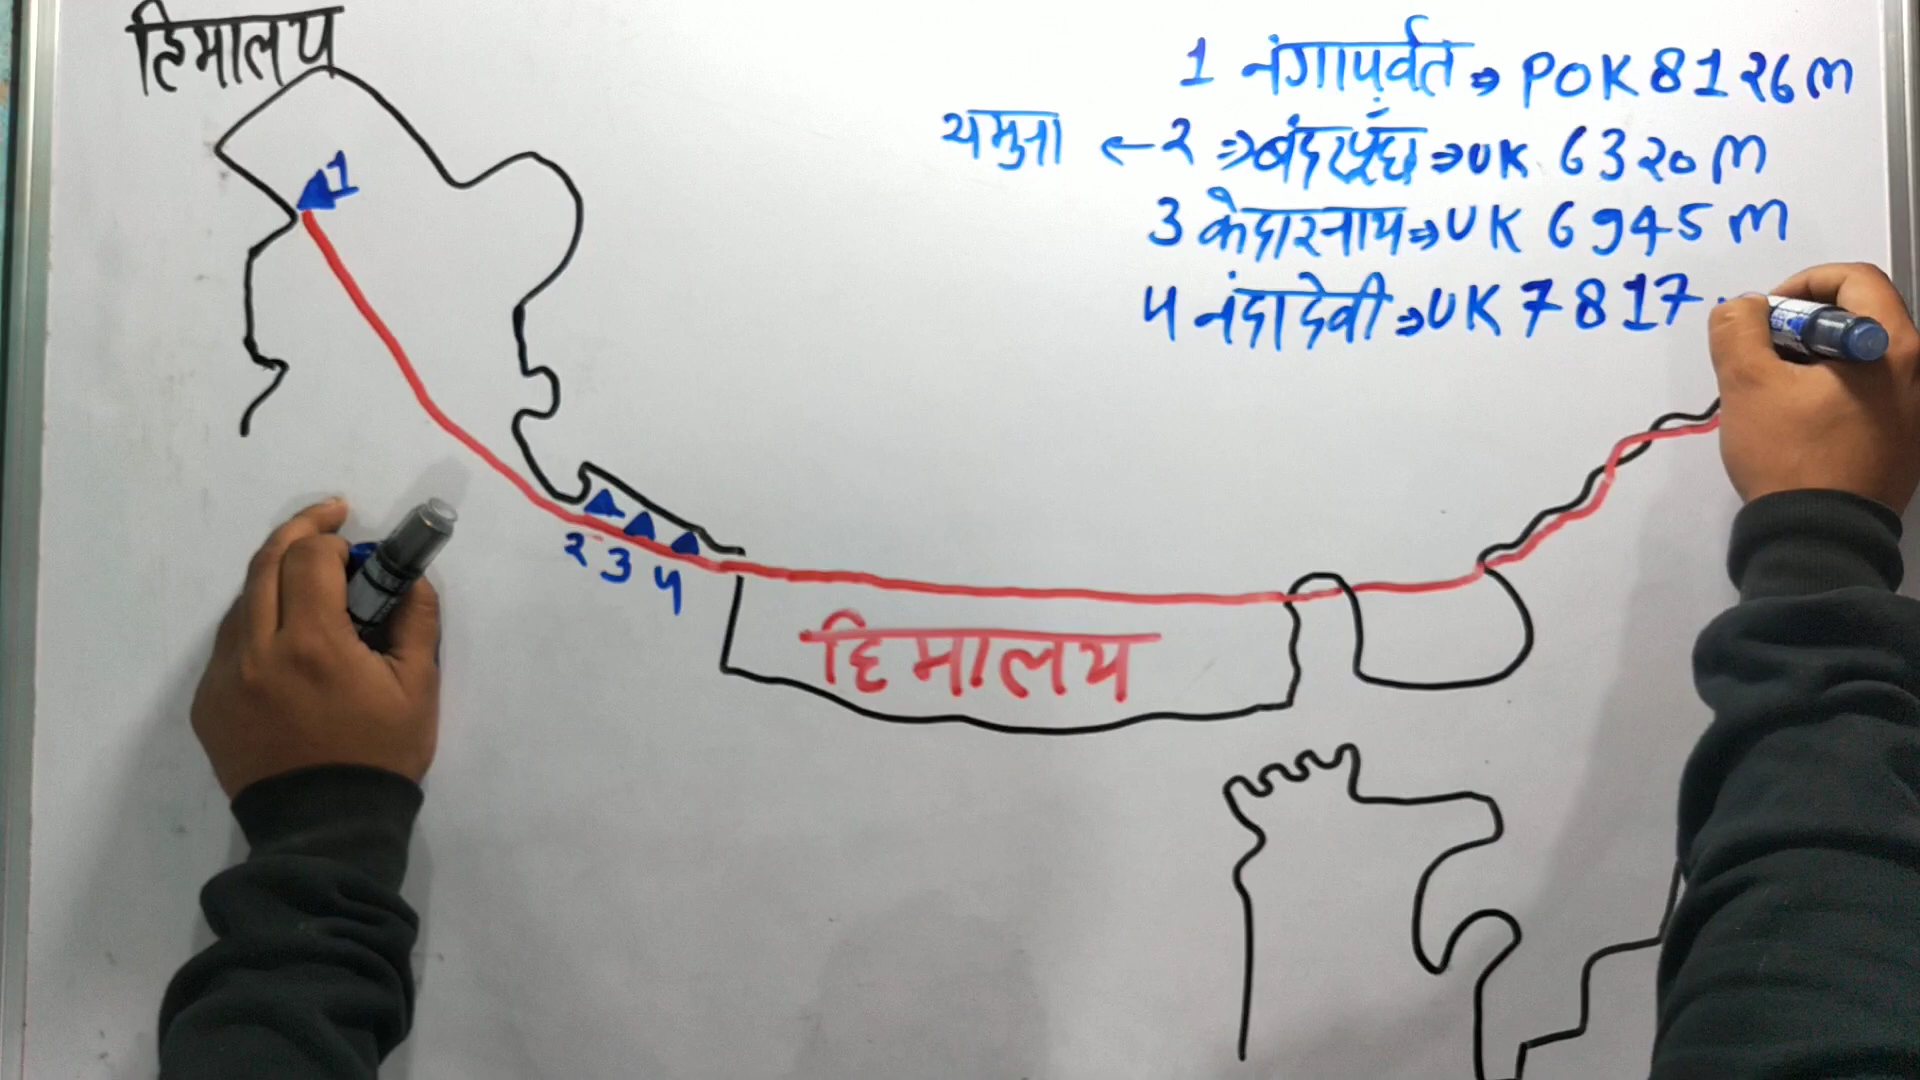 हिमालय
1 नंगापर्वत ⇒ POK 8126 m
यमुना ← 2 ⇒ बंदरपूँछ ⇒ UK 6320 m
3 केदारनाथ ⇒ UK 6945 m
4 नंदादेवी ⇒ UK 7817
1
2 3 4
हिमालय